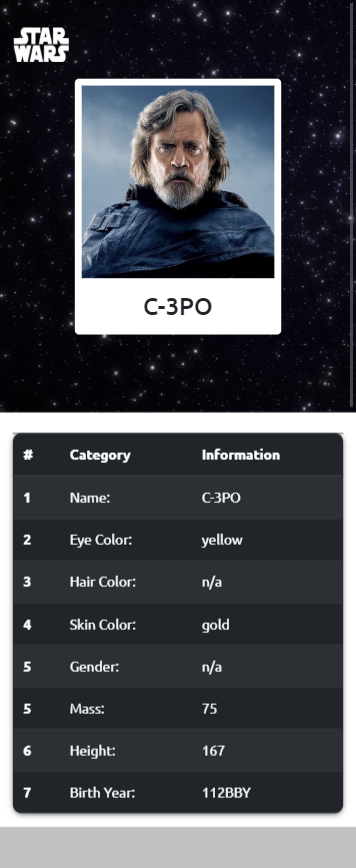 STAR
WARS
C-3PO
# Category Information
1 Name: C-3PO
2 Eye Color: yellow
3 Hair Color: n/a
4 Skin Color: gold
5 Gender: n/a
5 Mass: 75
6 Height: 167
7 Birth Year: 112BBY